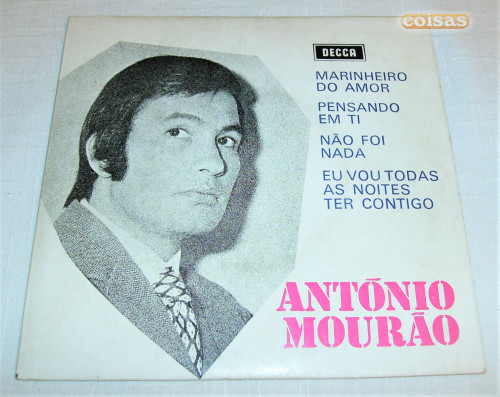 coisas
DECCA
MARINHEIRO
DO AMOR
PENSANDO
EM TI
NÃO FOI
NADA
EU VOU TODAS
AS NOITES
TER CONTIGO
ANTÓNIO
MOURÃO